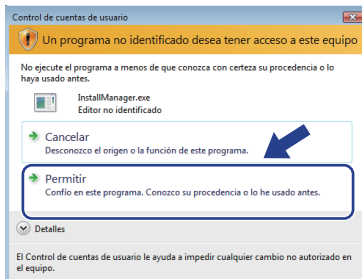 Control de cuentas de usuario
Un programa no identificado desea tener acceso a este equipo
No ejecute el programa a menos de que conozca con certeza su procedencia o lo
haya usado antes.
InstallManager.exe
Editor no identificado
Cancelar
Desconozco el origen o la función de este programa.
Permitir
Confío en este programa. Conozco su procedencia o lo he usado antes.
Detalles
El Control de cuentas de usuario le ayuda a impedir cualquier cambio no autorizado en
el equipo.